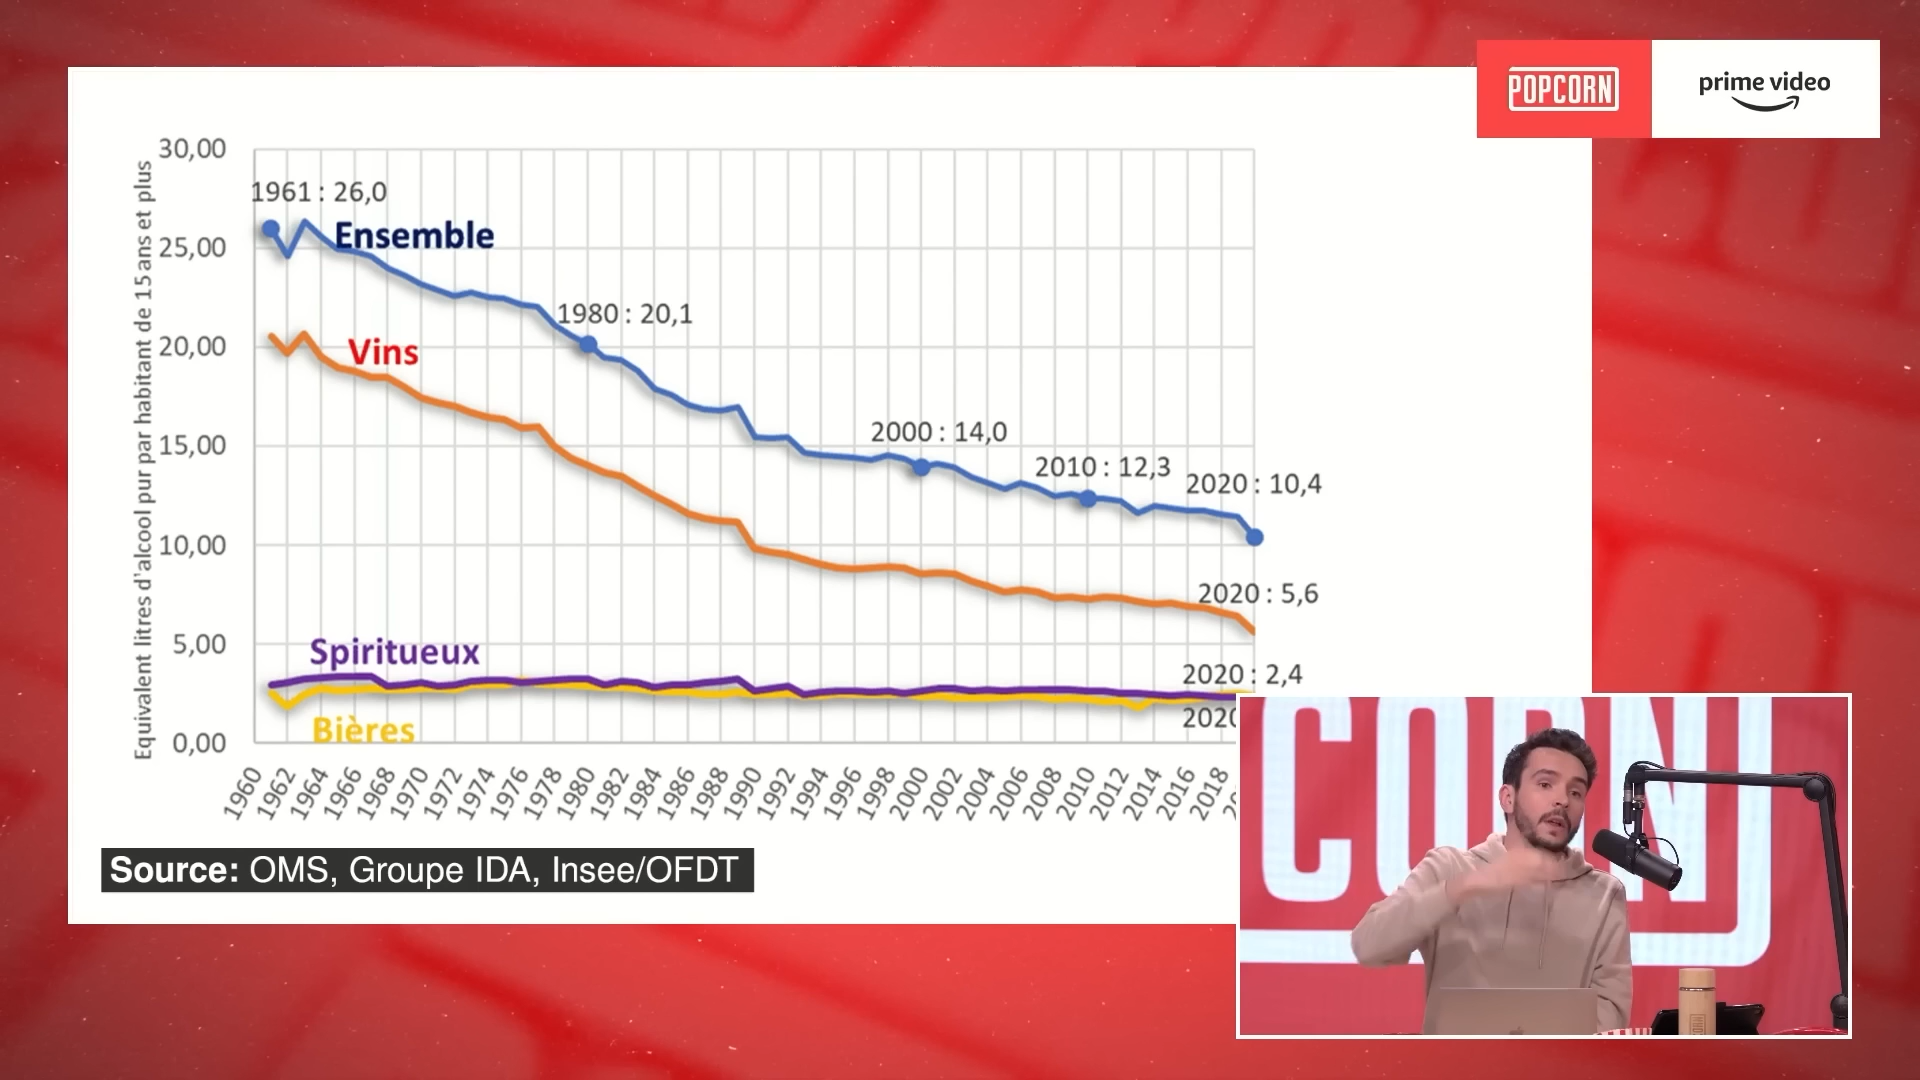 POPCORN
prime video
30,00
25,00
20,00
15,00
10,00
5,00
0,00
Equivalent litres d'alcool pur par habitant de 15 ans et plus
1961 : 26,0
Ensemble
1980 : 20,1
Vins
2000 : 14,0
2010 : 12,3
2020 : 10,4
2020 : 5,6
Spiritueux
2020 : 2,4
Bières
2020
1960 1962 1964 1966 1968 1970 1972 1974 1976 1978 1980 1982 1984 1986 1988 1990 1992 1994 1996 1998 2000 2002 2004 2006 2008 2010 2012 2014 2016 2018
Source: OMS, Groupe IDA, Insee/OFDT